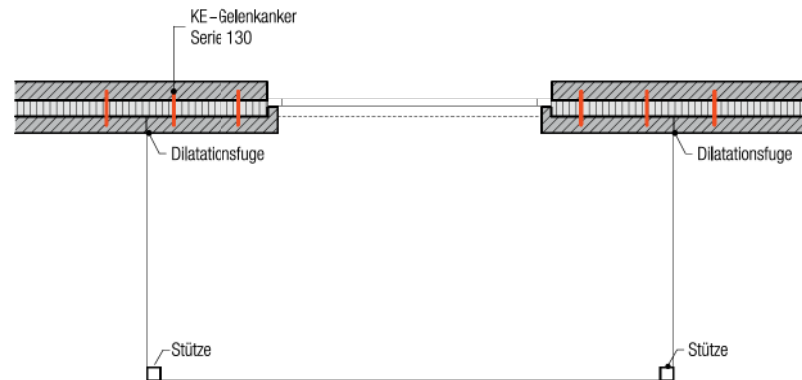 KE–Gelenkanker
Serie 130
Dilatationsfuge
Dilatationsfuge
Stütze
Stütze